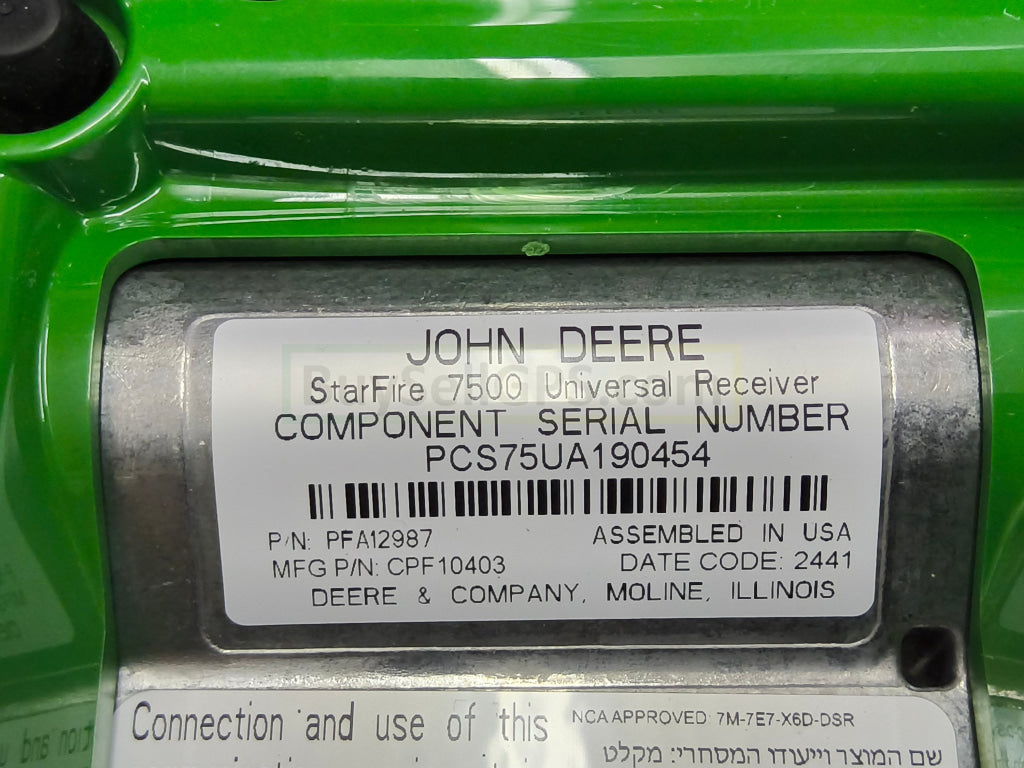 JOHN DEERE
BuySellGPS.com
StarFire 7500 Universal Receiver
COMPONENT SERIAL NUMBER
PCS75UA190454
P/N: PFA12987 ASSEMBLED IN USA
MFG P/N: CPF10403 DATE CODE: 2441
DEERE & COMPANY, MOLINE, ILLINOIS
Connection and use of this NCA APPROVED: 7M-7E7-X6D-DSR
שם המוצר וייעודו המסחרי: מקלט